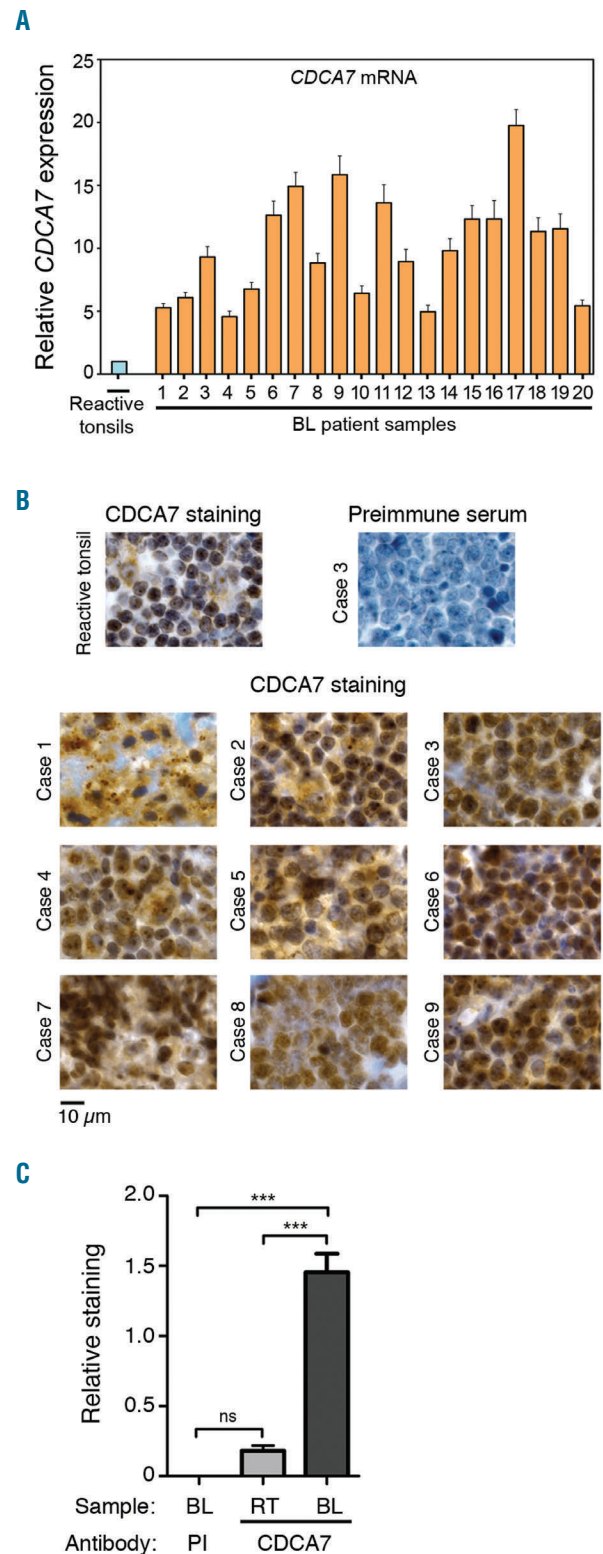 A
25
20
15
10
5
0
Relative CDCA7 expression
CDCA7 mRNA
1 2 3 4 5 6 7 8 9 10 11 12 13 14 15 16 17 18 19 20
Reactive
tonsils
BL patient samples
B
CDCA7 staining
Preimmune serum
Reactive tonsil
Case 3
CDCA7 staining
Case 1
Case 2
Case 3
Case 4
Case 5
Case 6
Case 7
Case 8
Case 9
10 µm
C
2.0
1.5
1.0
0.5
0
Relative staining
***
***
ns
Sample: BL RT BL
Antibody: PI CDCA7